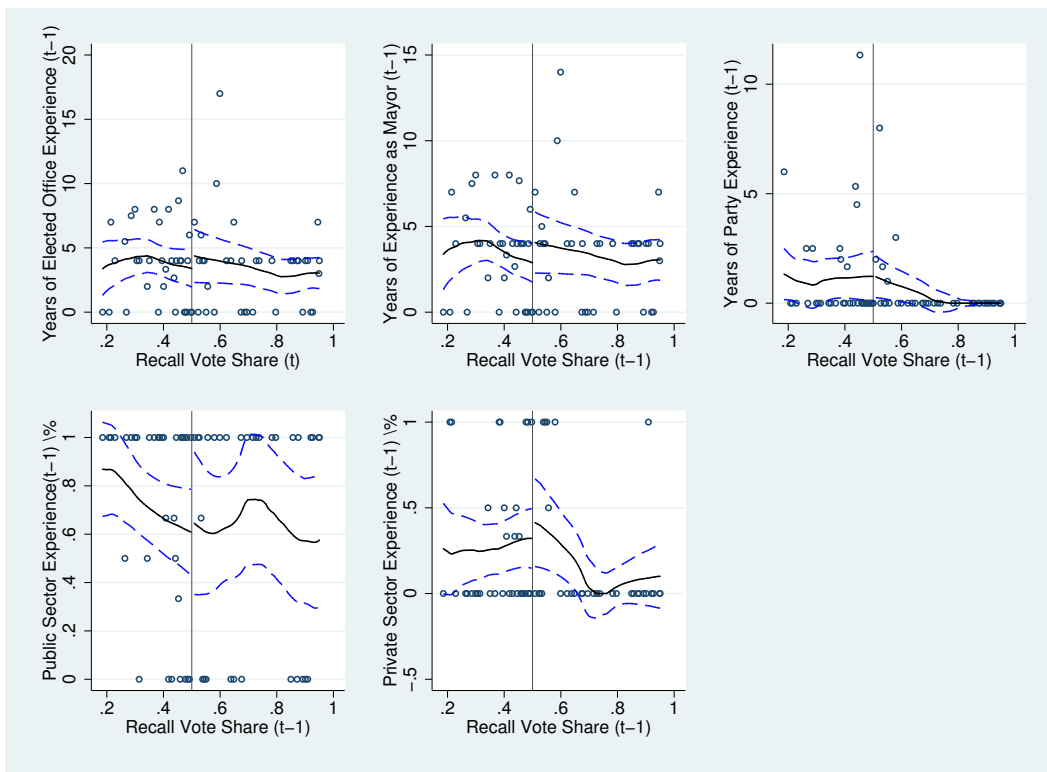 Years of Elected Office Experience (t−1)
20
15
10
5
0
.2 .4 .6 .8 1
Recall Vote Share (t)
Years of Experience as Mayor (t−1)
15
10
5
0
.2 .4 .6 .8 1
Recall Vote Share (t−1)
Years of Party Experience (t−1)
10
5
0
.2 .4 .6 .8 1
Recall Vote Share (t−1)
Public Sector Experience(t−1) \%
1
.8
.6
.4
.2
0
.2 .4 .6 .8 1
Recall Vote Share (t−1)
Private Sector Experience (t−1) \%
1
.5
0
−.5
.2 .4 .6 .8 1
Recall Vote Share (t−1)